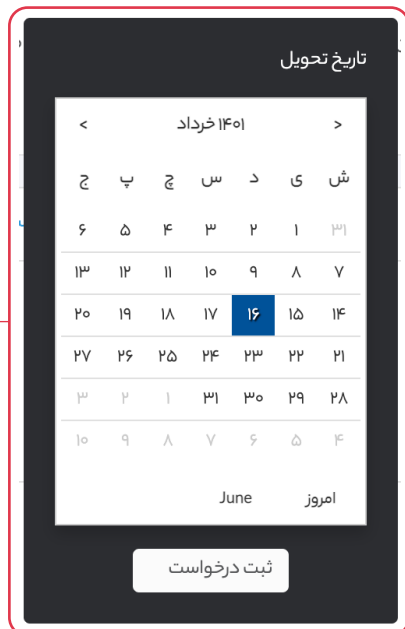 تاریخ تحویل
< ۱۴۰۱ خرداد >
ش ی د س چ پ ج
۳۱ ۱ ۲ ۳ ۴ ۵ ۶
۷ ۸ ۹ ۱۰ ۱۱ ۱۲ ۱۳
۱۴ ۱۵ ۱۶ ۱۷ ۱۸ ۱۹ ۲۰
۲۱ ۲۲ ۲۳ ۲۴ ۲۵ ۲۶ ۲۷
۲۸ ۲۹ ۳۰ ۳۱ ۱ ۲ ۳
۴ ۵ ۶ ۷ ۸ ۹ ۱۰
امروز June
ثبت درخواست